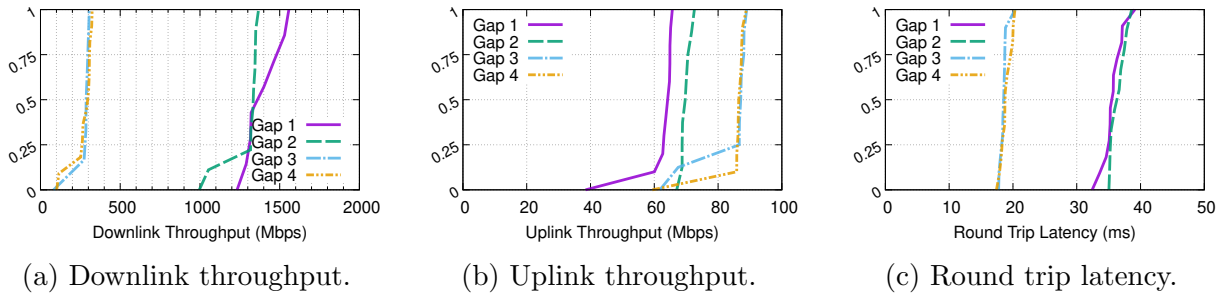 1
0.75
0.5
0.25
0
0 500 1000 1500 2000
Gap 1
Gap 2
Gap 3
Gap 4
Downlink Throughput (Mbps)
(a) Downlink throughput.
1
0.75
0.5
0.25
0
0 20 40 60 80 100
Gap 1
Gap 2
Gap 3
Gap 4
Uplink Throughput (Mbps)
(b) Uplink throughput.
1
0.75
0.5
0.25
0
0 10 20 30 40 50
Gap 1
Gap 2
Gap 3
Gap 4
Round Trip Latency (ms)
(c) Round trip latency.